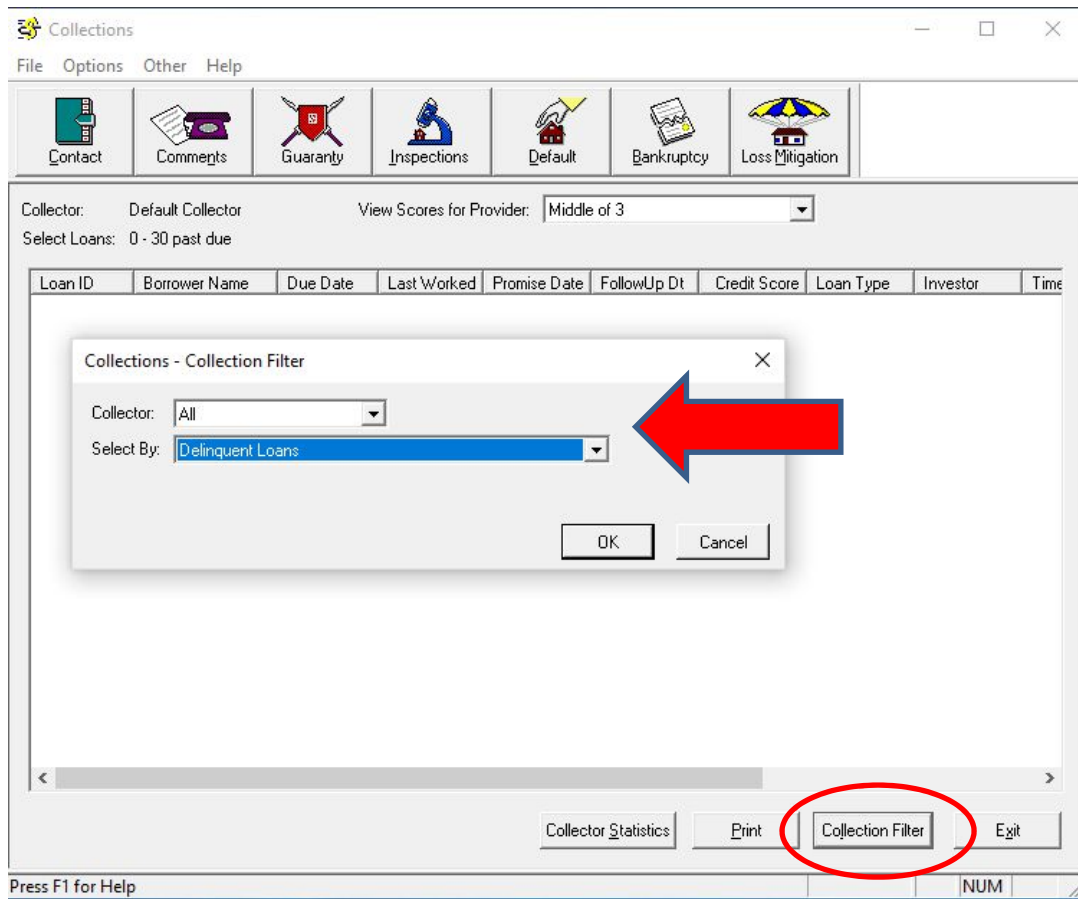 Collections
File Options Other Help
Contact Comments Guaranty Inspections Default Bankruptcy Loss Mitigation
Collector: Default Collector View Scores for Provider: Middle of 3
Select Loans: 0 - 30 past due
Loan ID Borrower Name Due Date Last Worked Promise Date FollowUp Dt Credit Score Loan Type Investor Time
Collections - Collection Filter
Collector: All
Select By: Delinquent Loans
OK Cancel
Collector Statistics Print Collection Filter Exit
Press F1 for Help NUM